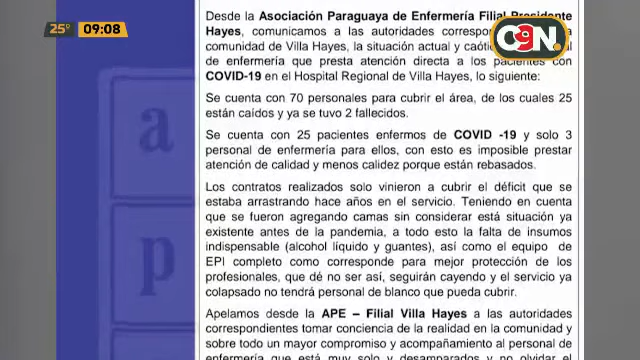 25°
09:08
C9N.
a
p
Desde la Asociación Paraguaya de Enfermería Filial Presidente
Hayes, comunicamos a las autoridades
comunidad de Villa Hayes, la situación actual y
de enfermería que presta atención directa a los pacientes con
COVID-19 en el Hospital Regional de Villa Hayes, lo siguiente:
Se cuenta con 70 personales para cubrir el área, de los cuales 25
están caídos y ya se tuvo 2 fallecidos.
Se cuenta con 25 pacientes enfermos de COVID -19 y solo 3
personal de enfermería para ellos, con esto es imposible prestar
atención de calidad y menos calidez porque están rebasados.
Los contratos realizados solo vinieron a cubrir el déficit que se
estaba arrastrando hace años en el servicio. Teniendo en cuenta
que se fueron agregando camas sin considerar está situación ya
existente antes de la pandemia, a todo esto la falta de insumos
indispensable (alcohol líquido y guantes), así como el equipo de
EPI completo como corresponde para mejor protección de los
profesionales, que dé no ser así, seguirán cayendo y el servicio ya
colapsado no tendrá personal de blanco que pueda cubrir.
Apelamos desde la APE – Filial Villa Hayes a las autoridades
correspondientes tomar conciencia de la realidad en la comunidad y
sobre todo un mayor compromiso y acompañamiento al personal de
enfermería que está muy solo y desamparados y no olvidar el